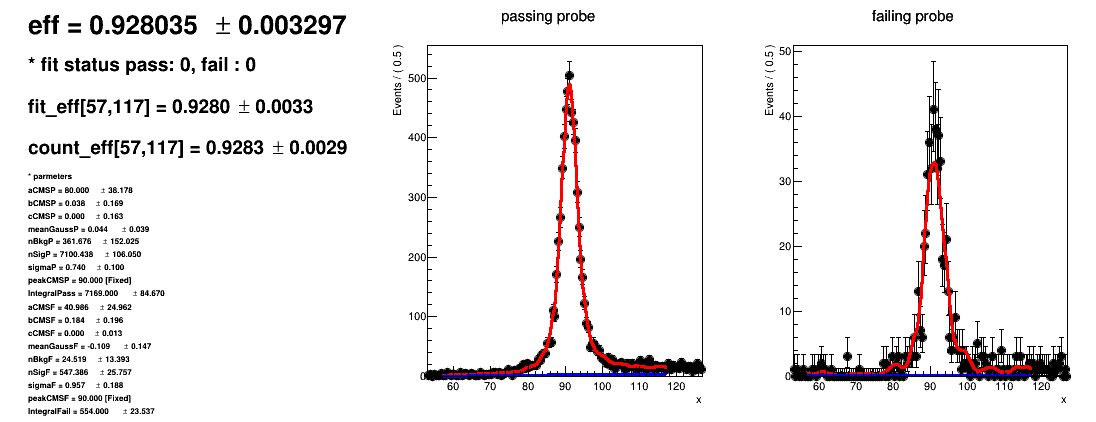 eff = 0.928035 ± 0.003297
* fit status pass: 0, fail : 0
fit_eff[57,117] = 0.9280 ± 0.0033
count_eff[57,117] = 0.9283 ± 0.0029
* parmeters
aCMSP = 80.000 ± 38.178
bCMSP = 0.038 ± 0.169
cCMSP = 0.000 ± 0.163
meanGaussP = 0.044 ± 0.039
nBkgP = 361.676 ± 152.025
nSigP = 7100.438 ± 106.050
sigmaP = 0.740 ± 0.100
peakCMSP = 90.000 [Fixed]
IntegralPass = 7169.000 ± 84.670
aCMSF = 40.986 ± 24.962
bCMSF = 0.184 ± 0.196
cCMSF = 0.000 ± 0.013
meanGaussF = -0.109 ± 0.147
nBkgF = 24.519 ± 13.393
nSigF = 547.386 ± 25.757
sigmaF = 0.957 ± 0.188
peakCMSF = 90.000 [Fixed]
IntegralFail = 554.000 ± 23.537
passing probe
Events / ( 0.5 )
500
400
300
200
100
0
60 70 80 90 100 110 120
x
failing probe
Events / ( 0.5 )
50
40
30
20
10
0
60 70 80 90 100 110 120
x